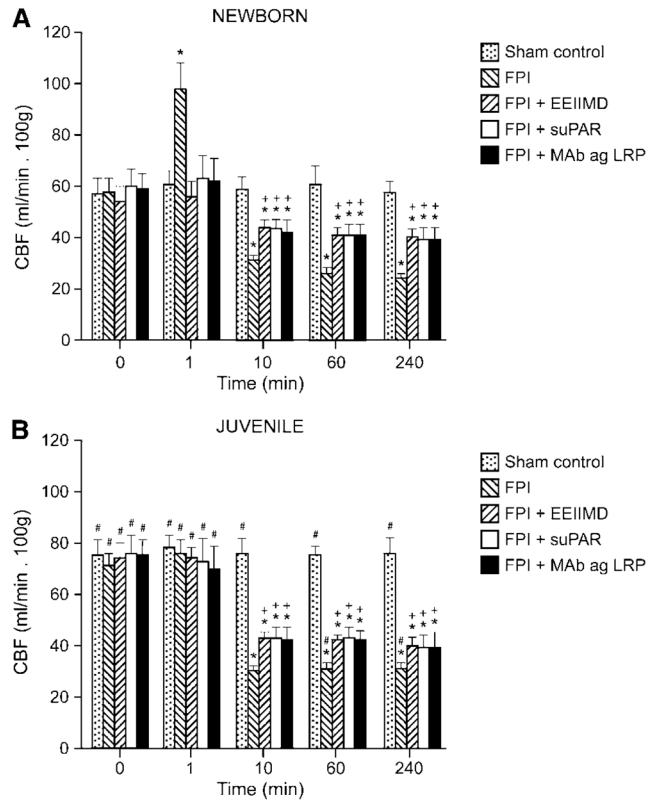 A
NEWBORN
120
100
80
60
40
20
0
CBF (ml/min . 100g)
*
* + * + * + *
* + * + * + *
* + * + * + *
0 1 10 60 240
Time (min)
Sham control
FPI
FPI + EEIIMD
FPI + suPAR
FPI + MAb ag LRP
B
JUVENILE
120
100
80
60
40
20
0
CBF (ml/min . 100g)
# # # # # # # # # # # # #
* + * + * + *
# * + * + * + *
# * + * + * + *
0 1 10 60 240
Time (min)
Sham control
FPI
FPI + EEIIMD
FPI + suPAR
FPI + MAb ag LRP